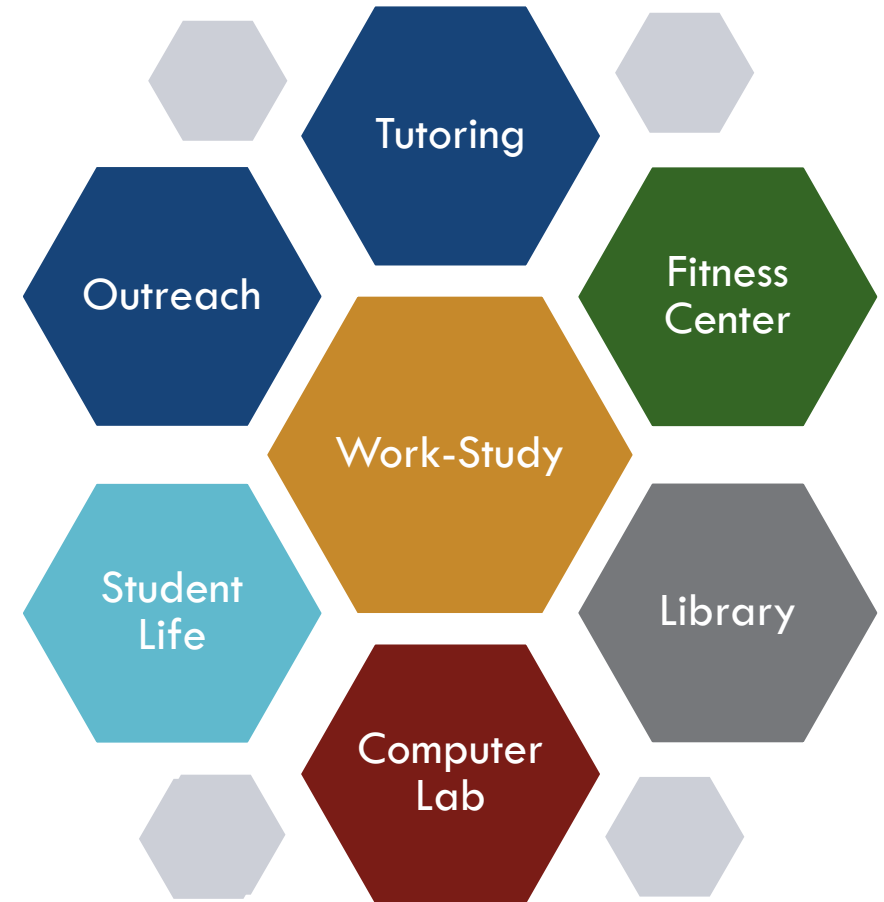 Tutoring
Outreach
Fitness
Center
Work-Study
Student
Life
Library
Computer
Lab